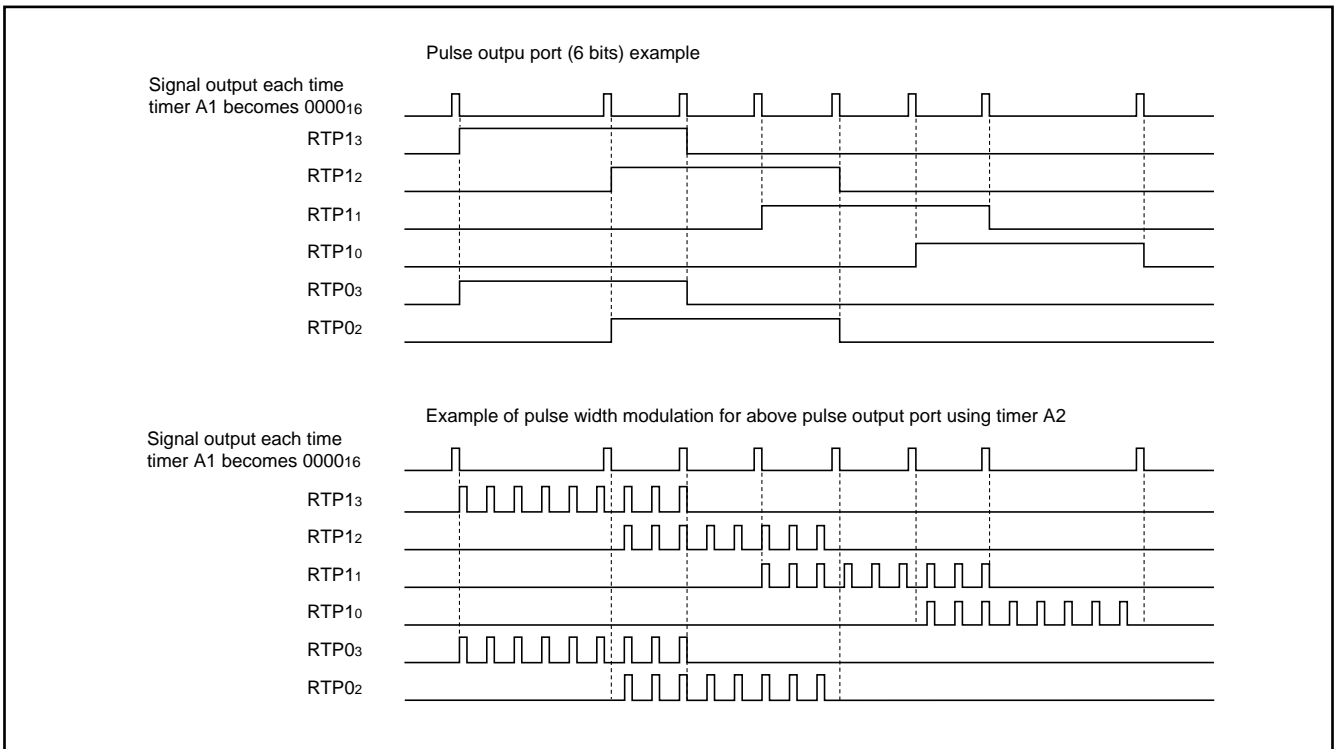 Pulse outpu port (6 bits) example
Signal output each time
timer A1 becomes 000016
RTP13
RTP12
RTP11
RTP10
RTP03
RTP02
Example of pulse width modulation for above pulse output port using timer A2
Signal output each time
timer A1 becomes 000016
RTP13
RTP12
RTP11
RTP10
RTP03
RTP02